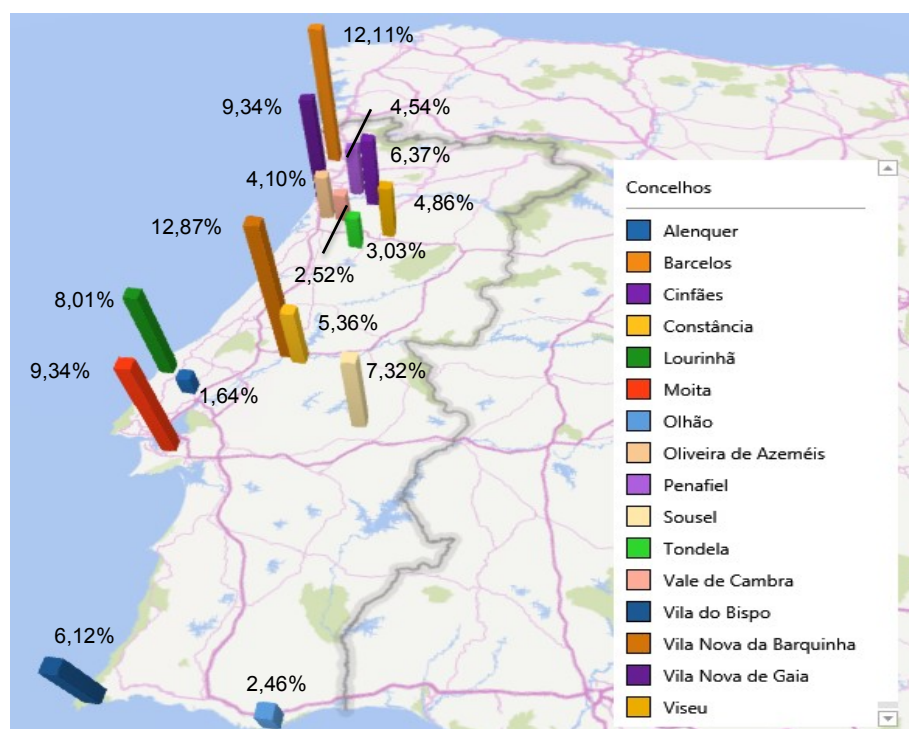 12,11%
9,34%
4,54%
6,37%
4,10%
4,86%
12,87%
3,03%
2,52%
8,01%
5,36%
9,34%
7,32%
1,64%
6,12%
2,46%
Concelhos
Alenquer
Barcelos
Cinfães
Constância
Lourinhã
Moita
Olhão
Oliveira de Azeméis
Penafiel
Sousel
Tondela
Vale de Cambra
Vila do Bispo
Vila Nova da Barquinha
Vila Nova de Gaia
Viseu